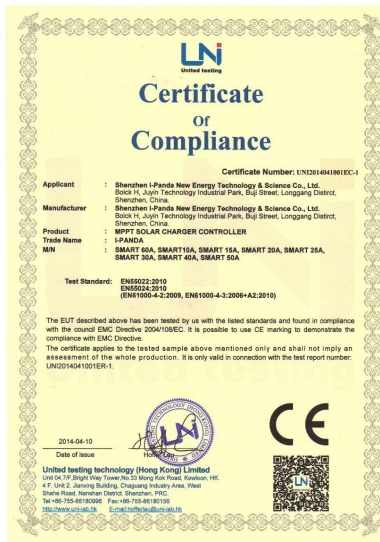 UNi
United testing
Certificate
Of
Compliance
Certificate Number: UNI2014041001EC-1
Applicant : Shenzhen I-Panda New Energy Technology & Science Co., Ltd.
Bolck H, Juyin Technology Industrial Park, Buji Street, Longgang Distirct,
Shenzhen, China.
Manufacturer : Shenzhen I-Panda New Energy Technology & Science Co., Ltd.
Bolck H, Juyin Technology Industrial Park, Buji Street, Longgang Distirct,
Shenzhen, China.
Product : MPPT SOLAR CHARGER CONTROLLER
Trade Name : I-PANDA
M/N : SMART 60A, SMART10A, SMART 15A, SMART 20A, SMART 25A,
SMART 30A, SMART 40A, SMART 50A
Test Standard: EN55022:2010
EN55024:2010
(EN61000-4-2:2009, EN61000-4-3:2006+A2:2010)
The EUT described above has been tested by us with the listed standards and found in compliance
with the council EMC Directive 2004/108/EC. It is possible to use CE marking to demonstrate the
compliance with EMC Directive.
The certificate applies to the tested sample above mentioned only and shall not imply an
assessment of the whole production. It is only valid in connection with the test report number:
UNI2014041001ER-1.
2014-04-10
Date of issue
CE
United testing technology (Hong Kong) Limited
Unit 04,7/F,Bright Way Tower,No.33 Mong Kok Road, Kowloon, HK.
4 F, Unit 2, Jianxing Building, Chaguang Industry Area, West
Shahe Road, Nanshan District, Shenzhen, PRC.
Tel:+86-755-86180996 Fax:+86-755-86180156
http://www.uni-lab.hk E-mail:hofferlau@uni-lab.hk